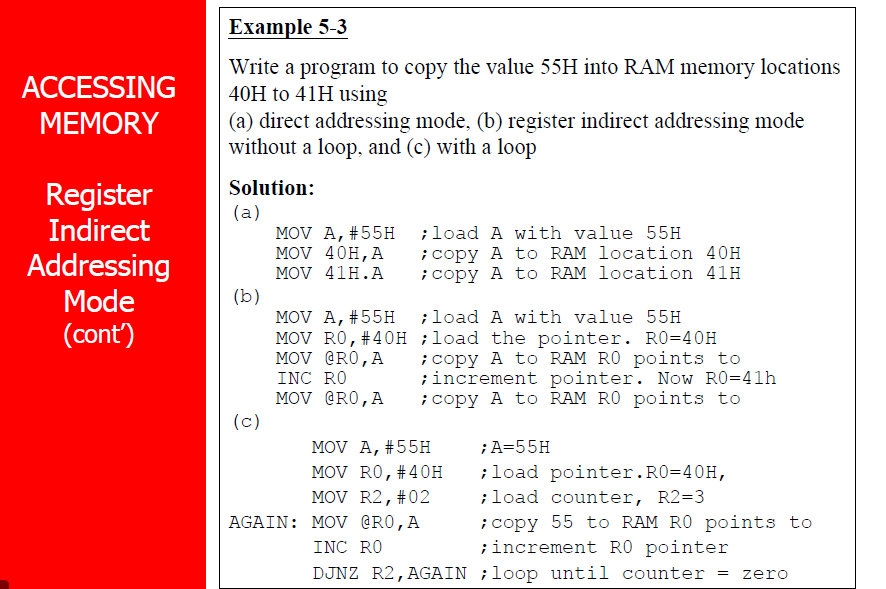 ACCESSING
MEMORY
Register
Indirect
Addressing
Mode
(cont')
Example 5-3
Write a program to copy the value 55H into RAM memory locations
40H to 41H using
(a) direct addressing mode, (b) register indirect addressing mode
without a loop, and (c) with a loop
Solution:
(a)
MOV A,#55H ;load A with value 55H
MOV 40H,A ;copy A to RAM location 40H
MOV 41H.A ;copy A to RAM location 41H
(b)
MOV A,#55H ;load A with value 55H
MOV R0,#40H ;load the pointer. R0=40H
MOV @R0,A ;copy A to RAM R0 points to
INC R0 ;increment pointer. Now R0=41h
MOV @R0,A ;copy A to RAM R0 points to
(c)
MOV A,#55H ;A=55H
MOV R0,#40H ;load pointer.R0=40H,
MOV R2,#02 ;load counter, R2=3
AGAIN: MOV @R0,A ;copy 55 to RAM R0 points to
INC R0 ;increment R0 pointer
DJNZ R2,AGAIN ;loop until counter = zero